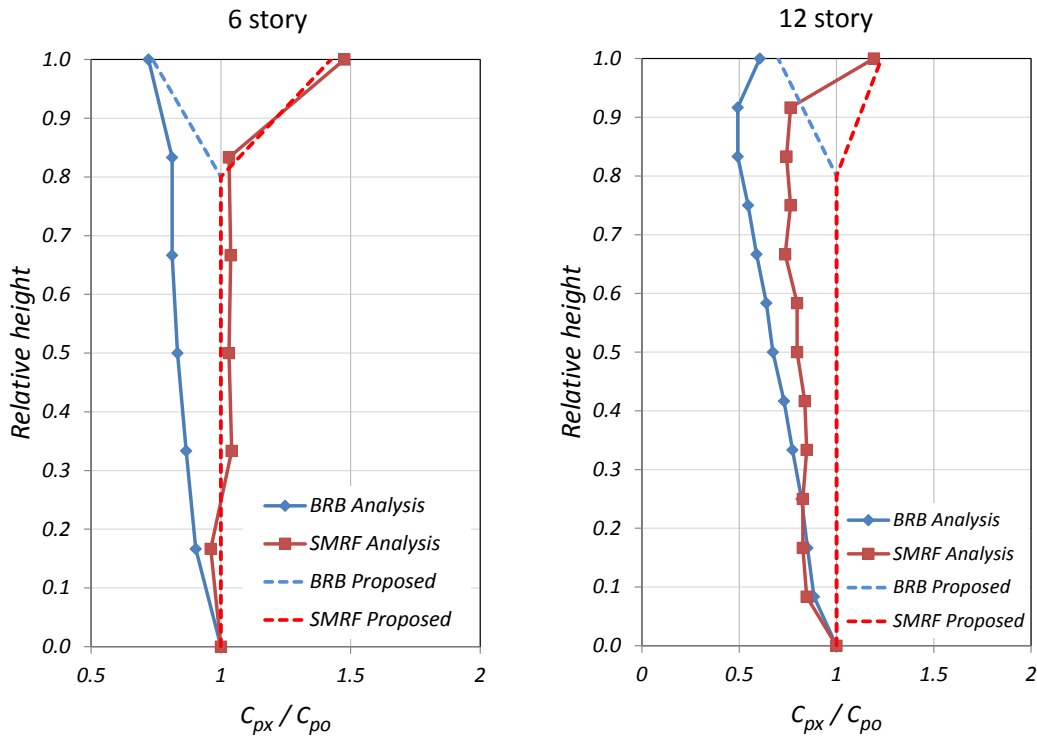 6 story
Relative height
1.0
0.9
0.8
0.7
0.6
0.5
0.4
0.3
0.2
0.1
0.0
BRB Analysis
SMRF Analysis
BRB Proposed
SMRF Proposed
0.5 1 1.5 2
Cpx / Cpo
12 story
Relative height
1.0
0.9
0.8
0.7
0.6
0.5
0.4
0.3
0.2
0.1
0.0
BRB Analysis
SMRF Analysis
BRB Proposed
SMRF Proposed
0 0.5 1 1.5 2
Cpx / Cpo